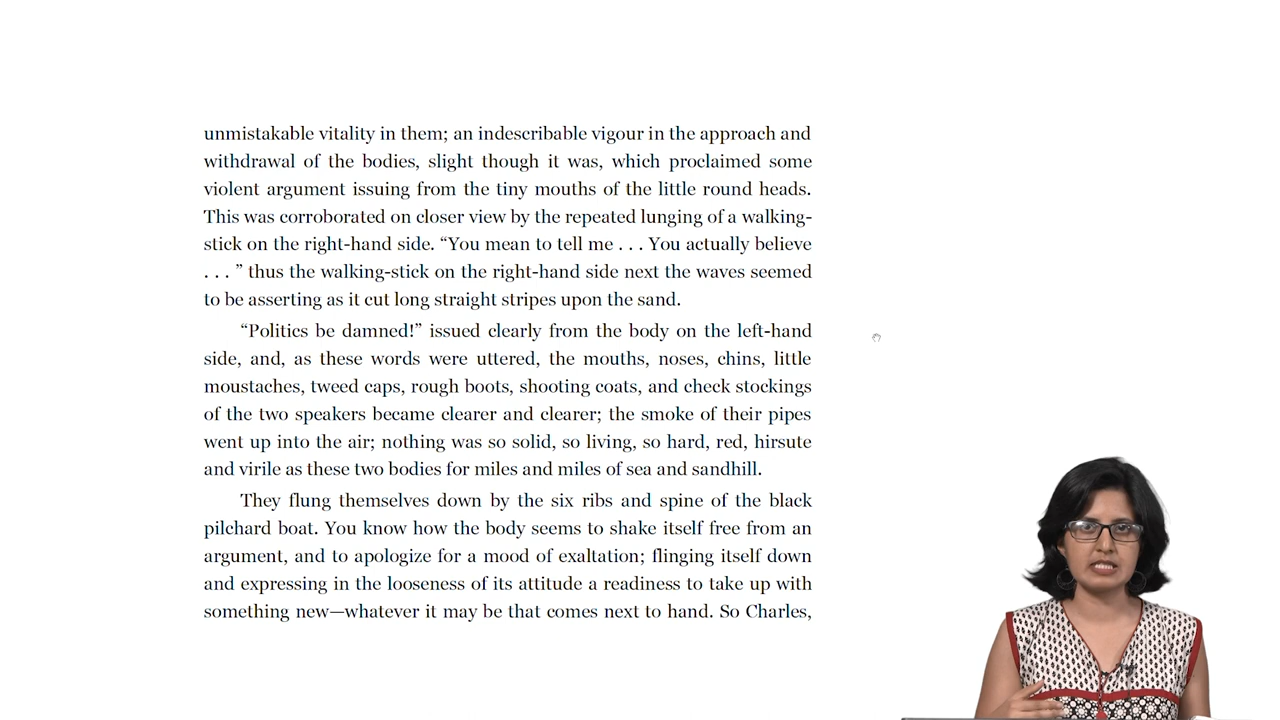 unmistakable vitality in them; an indescribable vigour in the approach and
withdrawal of the bodies, slight though it was, which proclaimed some
violent argument issuing from the tiny mouths of the little round heads.
This was corroborated on closer view by the repeated lunging of a walking-
stick on the right-hand side. “You mean to tell me . . . You actually believe
. . . ” thus the walking-stick on the right-hand side next the waves seemed
to be asserting as it cut long straight stripes upon the sand.
“Politics be damned!” issued clearly from the body on the left-hand
side, and, as these words were uttered, the mouths, noses, chins, little
moustaches, tweed caps, rough boots, shooting coats, and check stockings
of the two speakers became clearer and clearer; the smoke of their pipes
went up into the air; nothing was so solid, so living, so hard, red, hirsute
and virile as these two bodies for miles and miles of sea and sandhill.
They flung themselves down by the six ribs and spine of the black
pilchard boat. You know how the body seems to shake itself free from an
argument, and to apologize for a mood of exaltation; flinging itself down
and expressing in the looseness of its attitude a readiness to take up with
something new—whatever it may be that comes next to hand. So Charles,